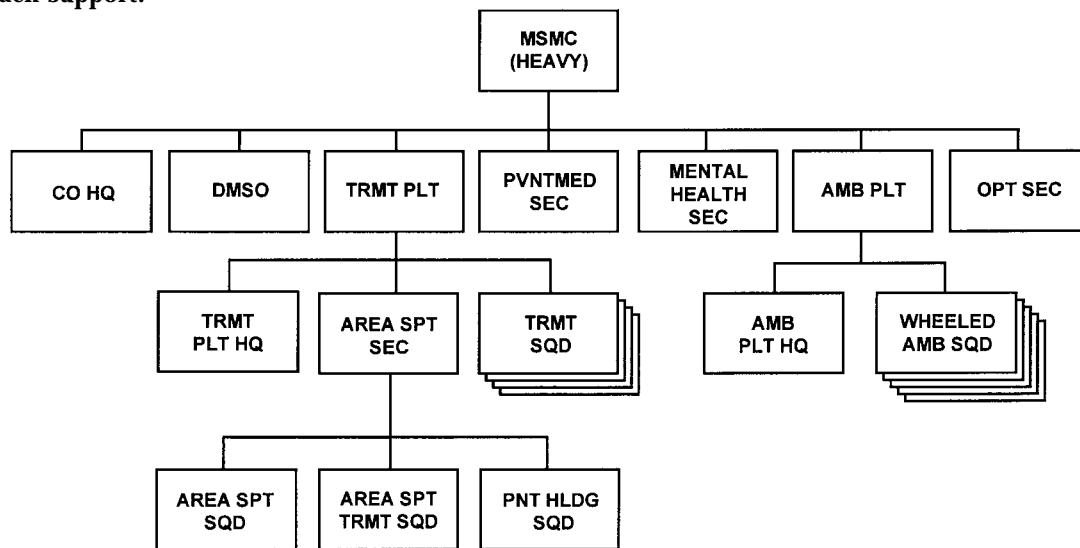 MSMC
(HEAVY)
CO HQ
DMSO
TRMT PLT
PVNTMED
SEC
MENTAL
HEALTH
SEC
AMB PLT
OPT SEC
TRMT
PLT HQ
AREA SPT
SEC
TRMT
SQD
AMB
PLT HQ
WHEELED
AMB SQD
AREA SPT
SQD
AREA SPT
TRMT SQD
PNT HLDG
SQD